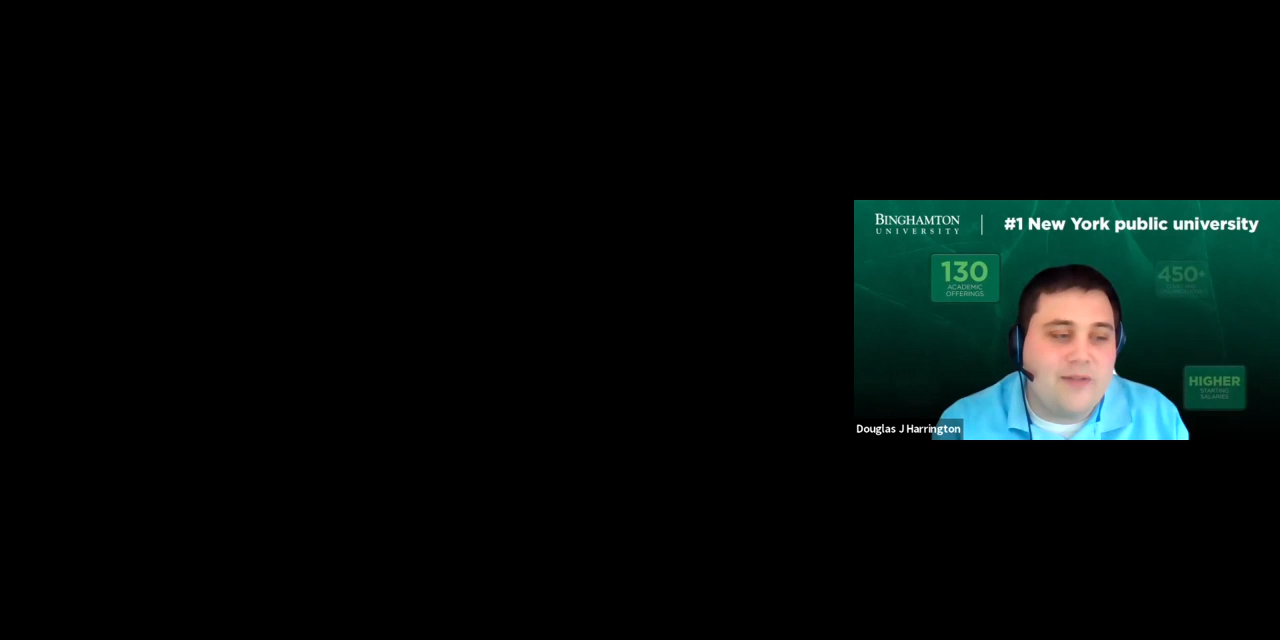 BINGHAMTON
UNIVERSITY
#1 New York public university
130
ACADEMIC
OFFERINGS
450+
HIGHER
STARTING
SALARIES
Douglas J Harrington